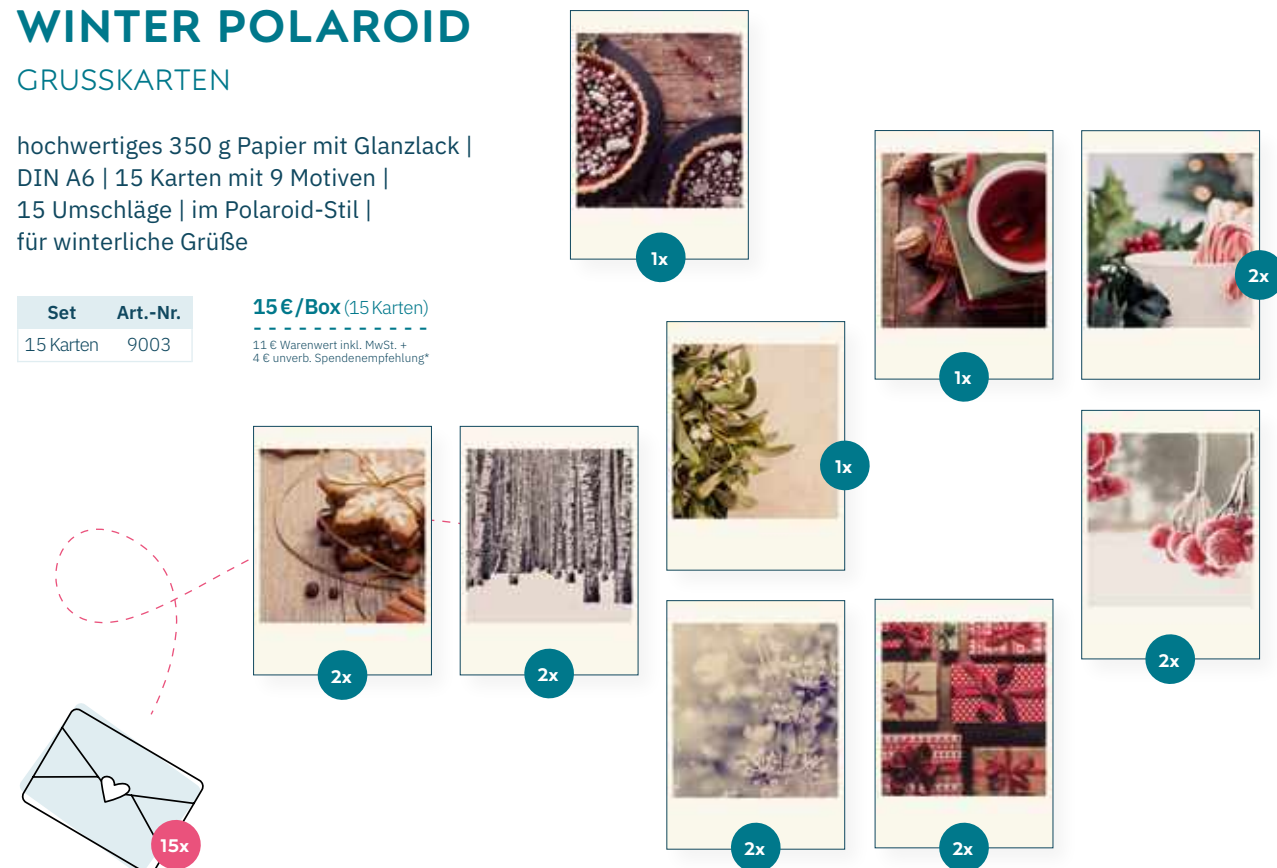 WINTER POLAROID
GRUSSKARTEN
hochwertiges 350 g Papier mit Glanzlack |
DIN A6 | 15 Karten mit 9 Motiven |
15 Umschläge | im Polaroid-Stil |
für winterliche Grüße
Set Art.-Nr.
15 Karten 9003
15 €/Box (15 Karten)
11 € Warenwert inkl. MwSt. +
4 € unverb. Spendenempfehlung*
1x
1x
2x
1x
2x
2x
2x
2x
2x
15x